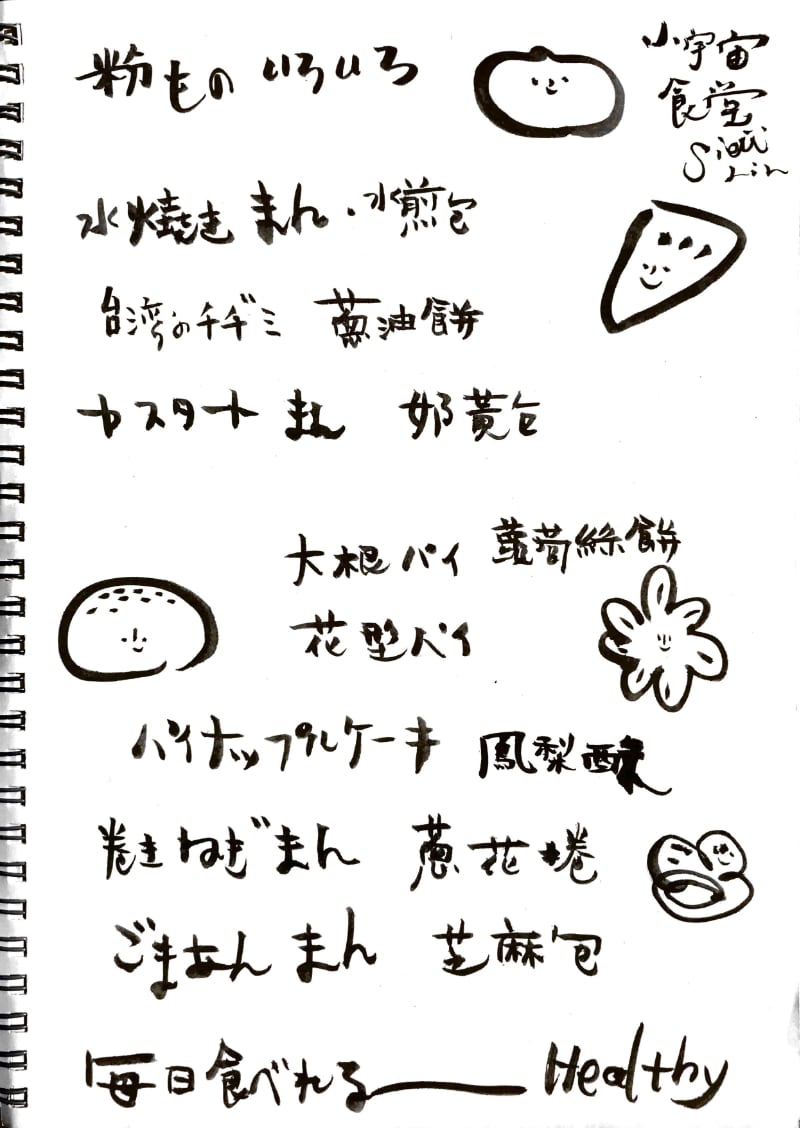 粉もの いろいろ
小宇宙
食堂
Lin
水焼き まん・水煎包
台湾のチヂミ 蔥油餅
カスタート まん 奶黃包
大根パイ 蘿蔔絲餅
花型パイ
パイナップルケーキ 鳳梨酥
巻きねぎまん 蔥花捲
ごまあん まん 芝麻包
毎日食べれる Healthy